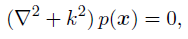 (∇² + k²) p(x) = 0,